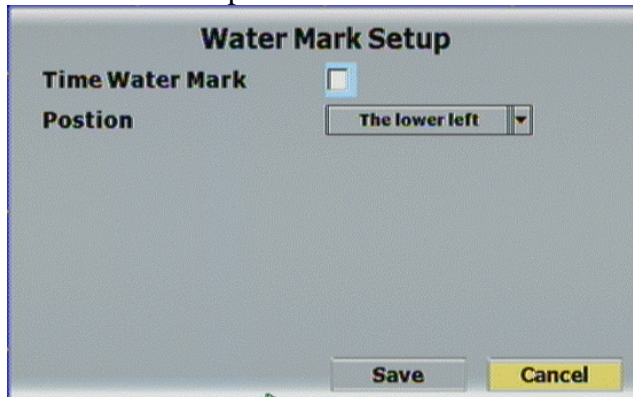 Water Mark Setup
Time Water Mark
Postion The lower left
Save Cancel